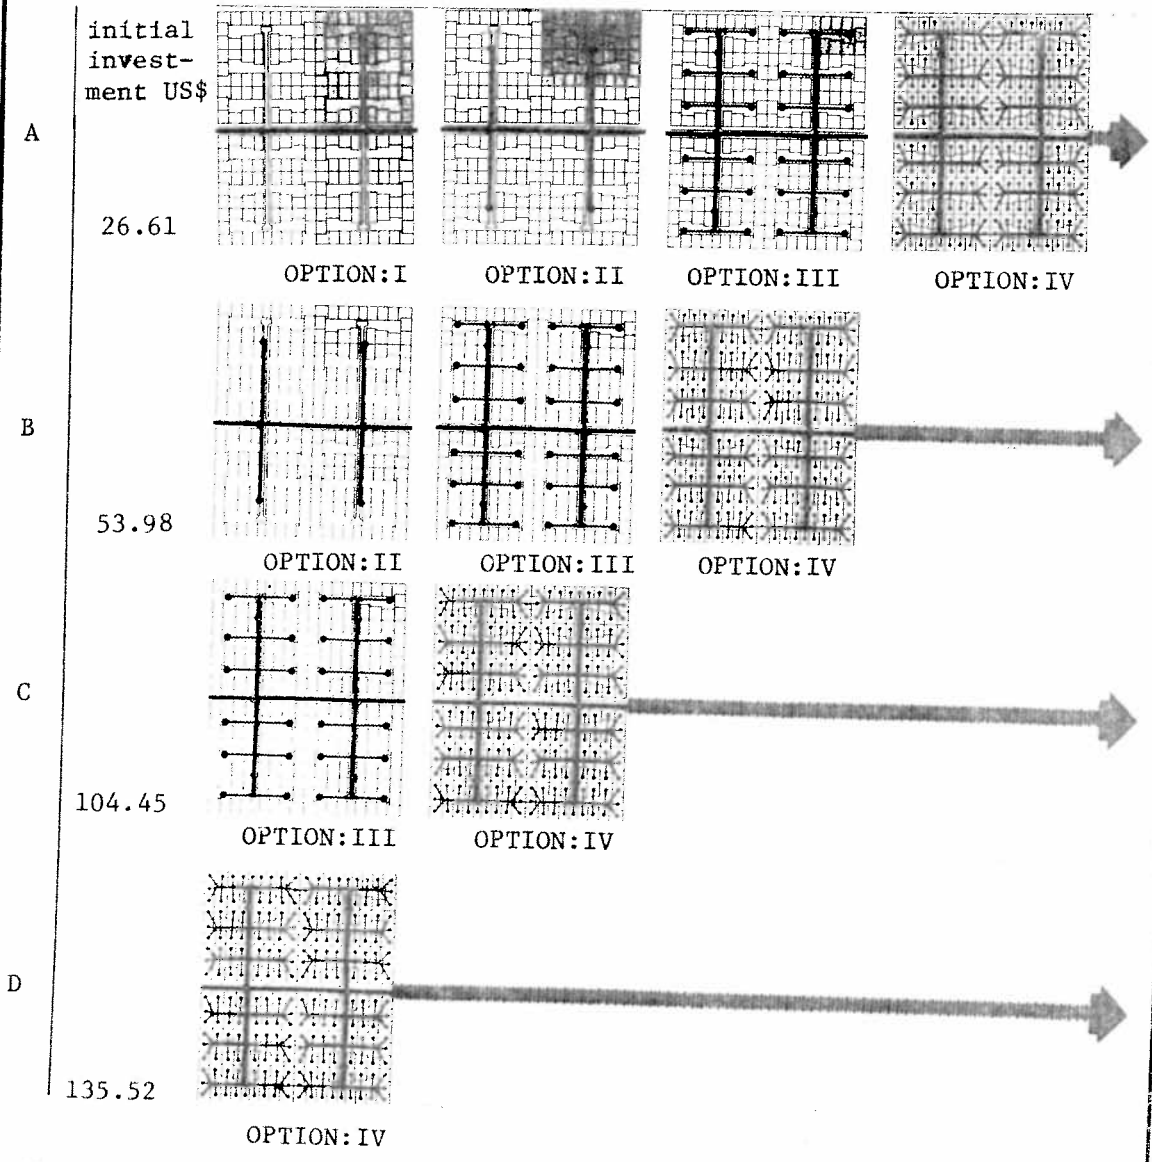 initial
invest-
ment US$
A
26.61
OPTION:I OPTION:II OPTION:III OPTION:IV
B
53.98
OPTION:II OPTION:III OPTION:IV
C
104.45
OPTION:III OPTION:IV
D
135.52
OPTION:IV